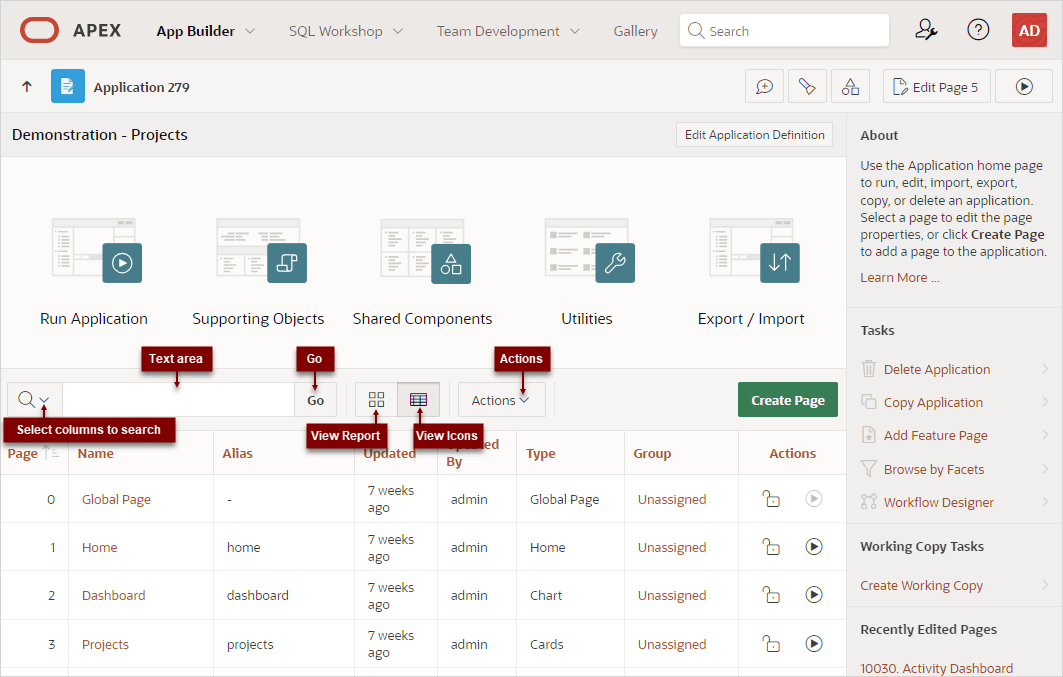 APEX
App Builder
SQL Workshop
Team Development
Gallery
Search
AD
Application 279
Edit Page 5
Demonstration - Projects
Edit Application Definition
Run Application
Supporting Objects
Shared Components
Utilities
Export / Import
Text area
Go
Actions
Go
Actions
Create Page
Select columns to search
View Report
View Icons
Page
Name
Alias
Updated
By
Type
Group
Actions
0
Global Page
-
7 weeks
ago
admin
Global Page
Unassigned
1
Home
home
7 weeks
ago
admin
Home
Unassigned
2
Dashboard
dashboard
7 weeks
ago
admin
Chart
Unassigned
3
Projects
projects
7 weeks
ago
admin
Cards
Unassigned
About
Use the Application home page
to run, edit, import, export,
copy, or delete an application.
Select a page to edit the page
properties, or click Create Page
to add a page to the application.
Learn More ...
Tasks
Delete Application
Copy Application
Add Feature Page
Browse by Facets
Workflow Designer
Working Copy Tasks
Create Working Copy
Recently Edited Pages
10030. Activity Dashboard